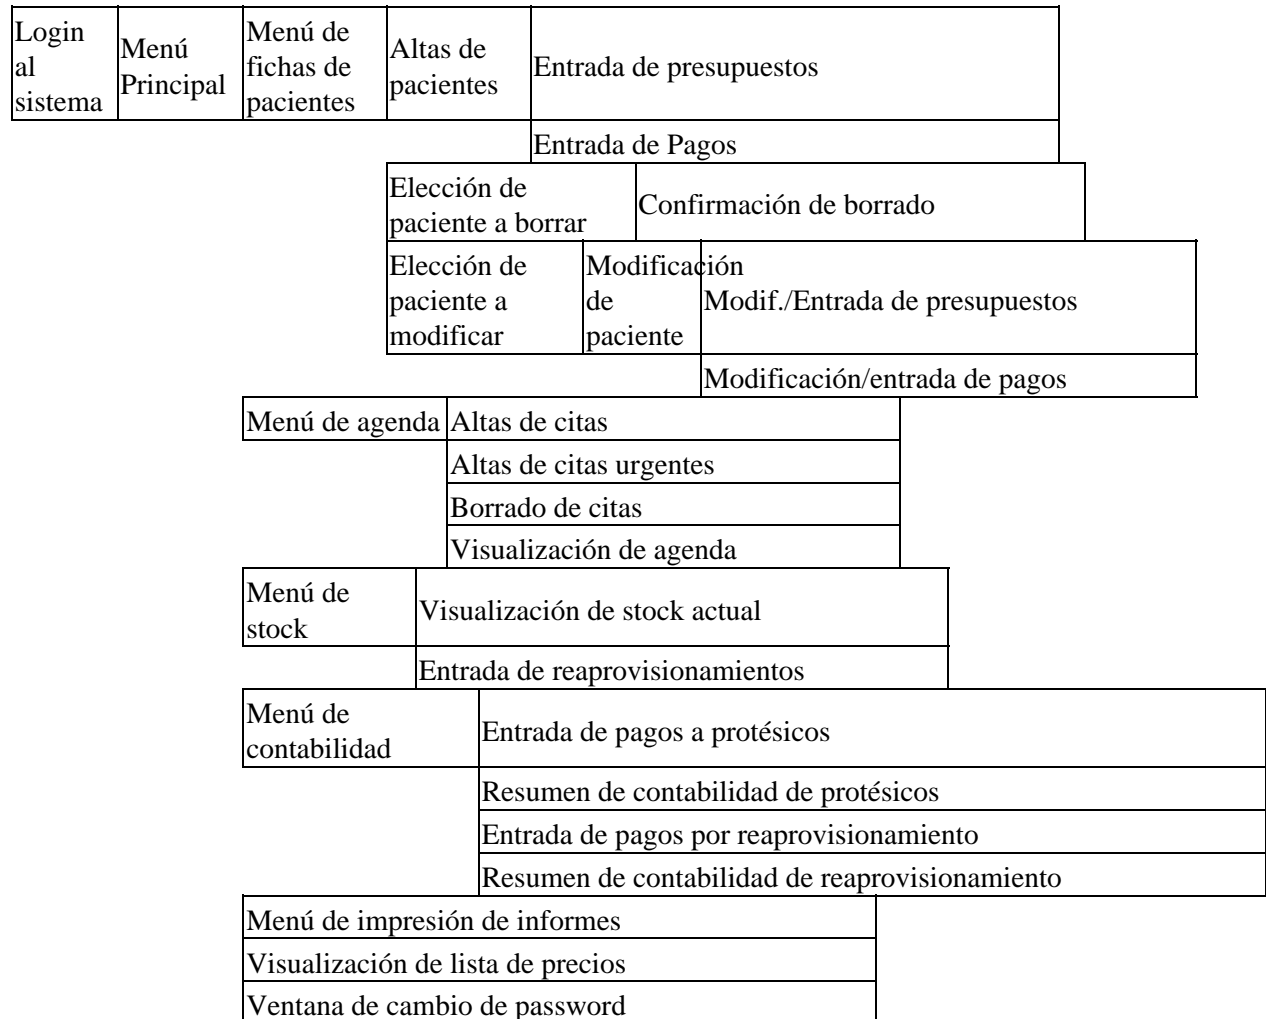 Login
al
sistema
Menú
Principal
Menú de
fichas de
pacientes
Altas de
pacientes
Entrada de presupuestos
Entrada de Pagos
Elección de
paciente a borrar
Confirmación de borrado
Elección de
paciente a
modificar
Modificación
de
paciente
Modif./Entrada de presupuestos
Modificación/entrada de pagos
Menú de agenda
Altas de citas
Altas de citas urgentes
Borrado de citas
Visualización de agenda
Menú de
stock
Visualización de stock actual
Entrada de reaprovisionamientos
Menú de
contabilidad
Entrada de pagos a protésicos
Resumen de contabilidad de protésicos
Entrada de pagos por reaprovisionamiento
Resumen de contabilidad de reaprovisionamiento
Menú de impresión de informes
Visualización de lista de precios
Ventana de cambio de password